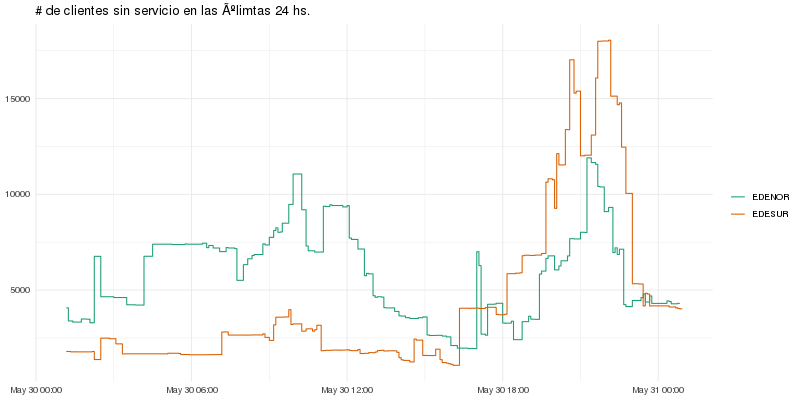 # de clientes sin servicio en las Ãºlimtas 24 hs.
15000
10000
5000
May 30 00:00
May 30 06:00
May 30 12:00
May 30 18:00
May 31 00:00
EDENOR
EDESUR